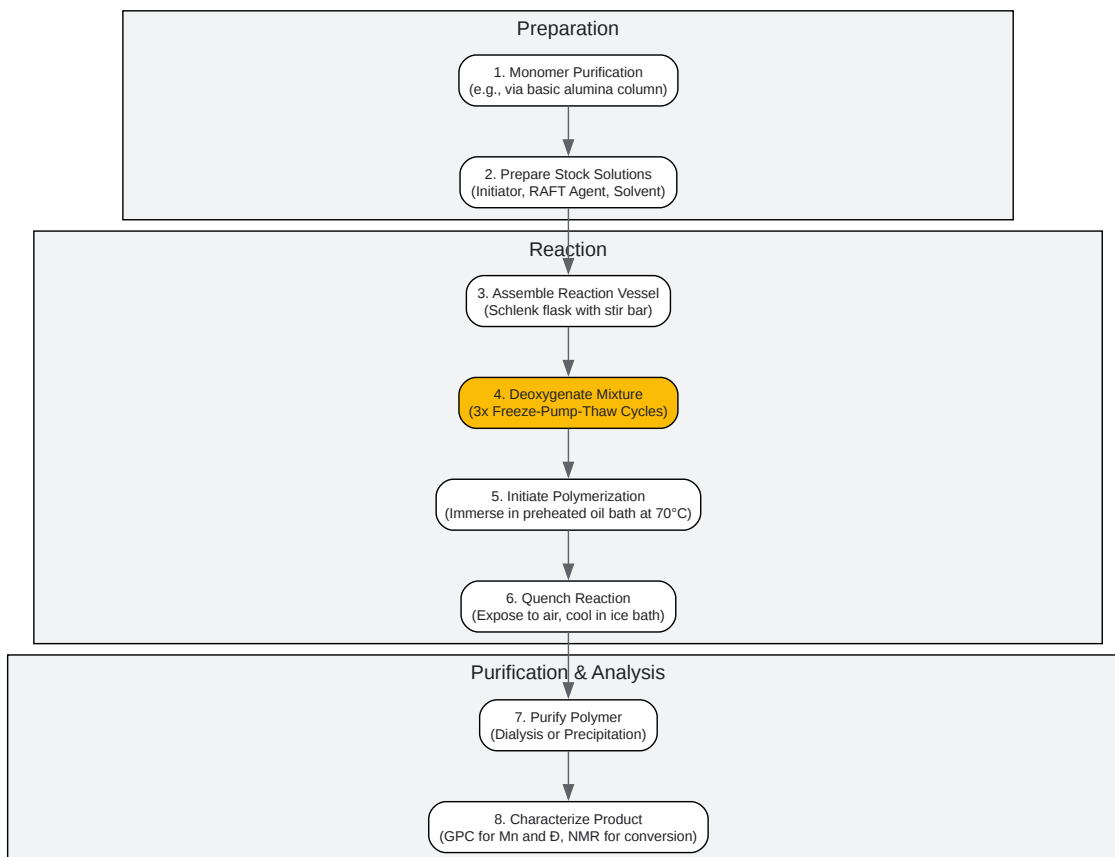 Preparation
1. Monomer Purification
(e.g., via basic alumina column)
2. Prepare Stock Solutions
(Initiator, RAFT Agent, Solvent)
Reaction
3. Assemble Reaction Vessel
(Schlenk flask with stir bar)
4. Deoxygenate Mixture
(3x Freeze-Pump-Thaw Cycles)
5. Initiate Polymerization
(Immerse in preheated oil bath at 70°C)
6. Quench Reaction
(Expose to air, cool in ice bath)
Purification & Analysis
7. Purify Polymer
(Dialysis or Precipitation)
8. Characterize Product
(GPC for Mn and Đ, NMR for conversion)